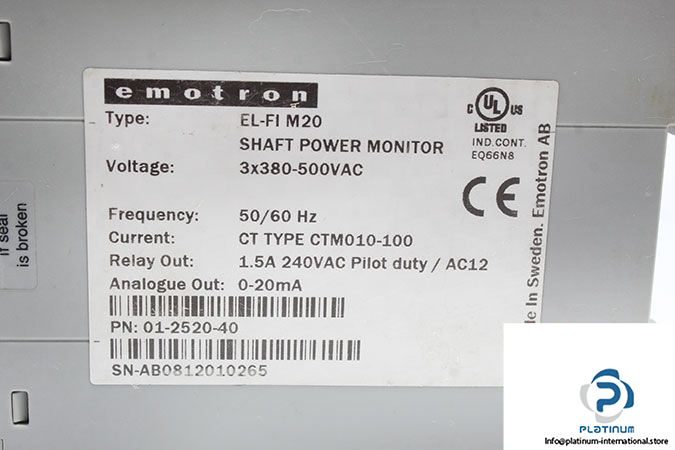 if seal
is broken
emotron
Type: EL-FI M20
SHAFT POWER MONITOR
Voltage: 3x380-500VAC
Frequency: 50/60 Hz
Current: CT TYPE CTM010-100
Relay Out: 1.5A 240VAC Pilot duty / AC12
Analogue Out: 0-20mA
PN: 01-2520-40
SN-AB0812010265
C UL US
LISTED
IND.CONT.
EQ66N8
CE
de In Sweden. Emotron AB
PLATINUM
Info@platinum-international.store